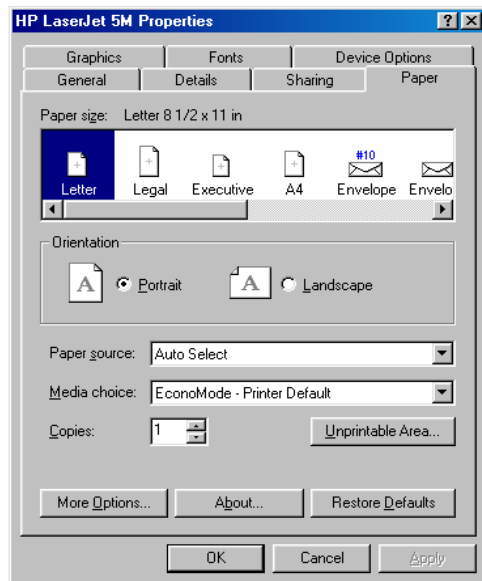 HP LaserJet 5M Properties
Graphics Fonts Device Options
General Details Sharing Paper
Paper size: Letter 8 1/2 x 11 in
#10
Letter Legal Executive A4 Envelope Envelo
Orientation
A Portrait A Landscape
Paper source: Auto Select
Media choice: EconoMode - Printer Default
Copies: 1 Unprintable Area...
More Options... About... Restore Defaults
OK Cancel Apply